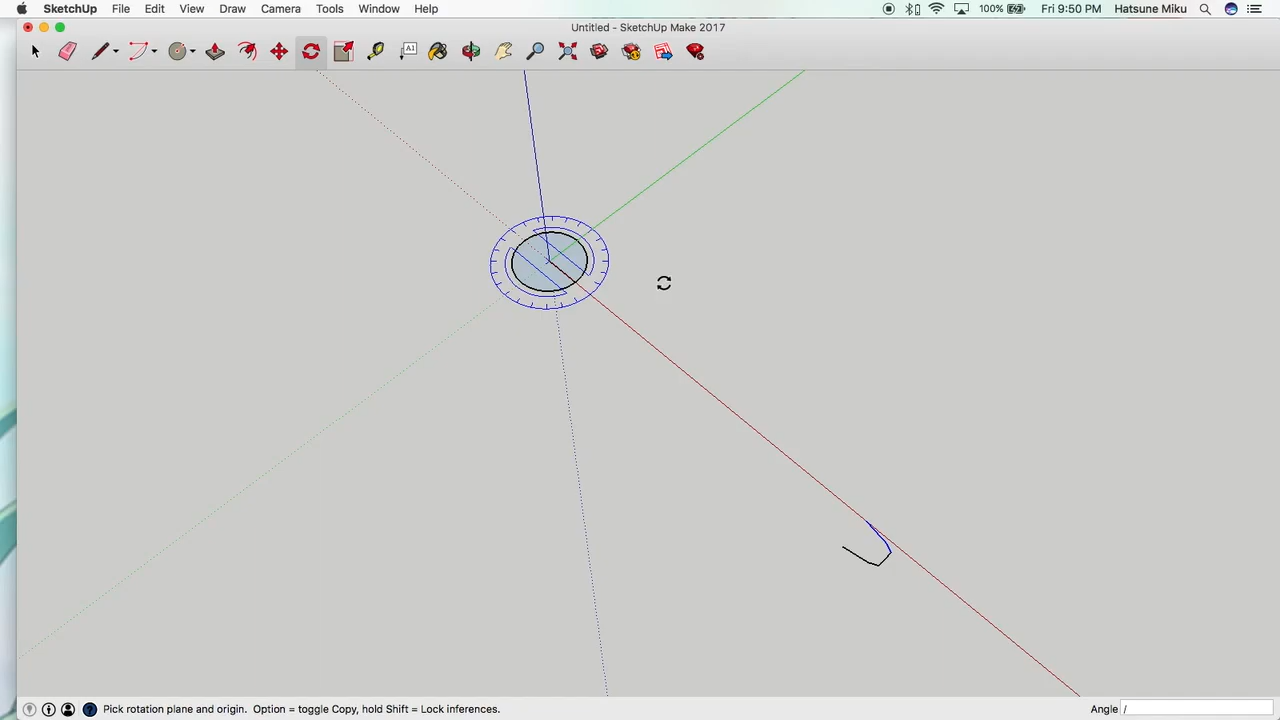 SketchUp File Edit View Draw Camera Tools Window Help 100% Fri 9:50 PM Hatsune Miku
Untitled - SketchUp Make 2017
A1
Pick rotation plane and origin. Option = toggle Copy, hold Shift = Lock inferences. Angle /